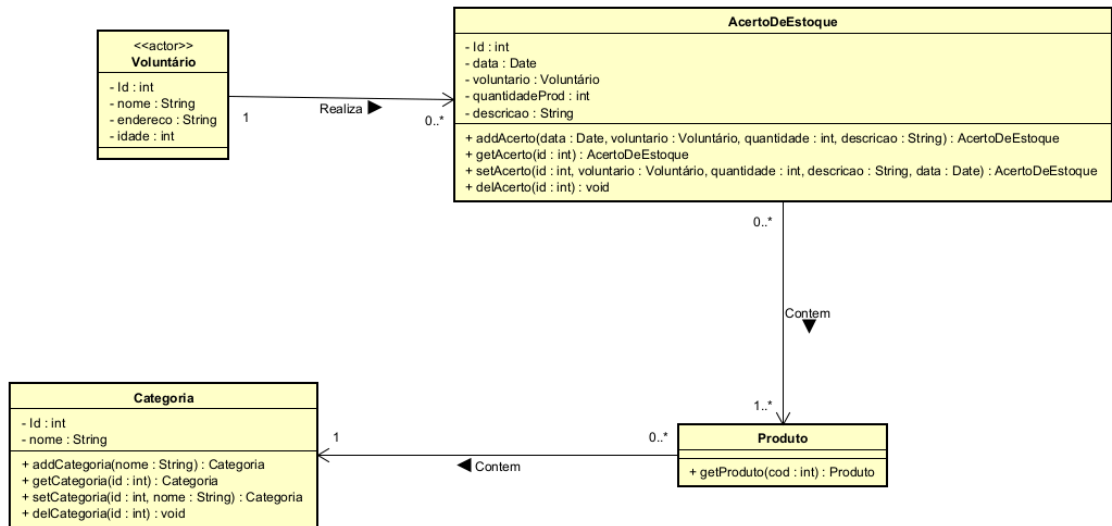 <<actor>>
Voluntário
- Id : int
- nome : String
- endereco : String
- idade : int
Realiza
1
0..*
AcertoDeEstoque
- Id : int
- data : Date
- voluntario : Voluntário
- quantidadeProd : int
- descricao : String
+ addAcerto(data : Date, voluntario : Voluntário, quantidade : int, descricao : String) : AcertoDeEstoque
+ getAcerto(id : int) : AcertoDeEstoque
+ setAcerto(id : int, voluntario : Voluntário, quantidade : int, descricao : String, data : Date) : AcertoDeEstoque
+ delAcerto(id : int) : void
0..*
Contem
1..*
Produto
+ getProduto(cod : int) : Produto
0..*
Contem
1
Categoria
- Id : int
- nome : String
+ addCategoria(nome : String) : Categoria
+ getCategoria(id : int) : Categoria
+ setCategoria(id : int, nome : String) : Categoria
+ delCategoria(id : int) : void